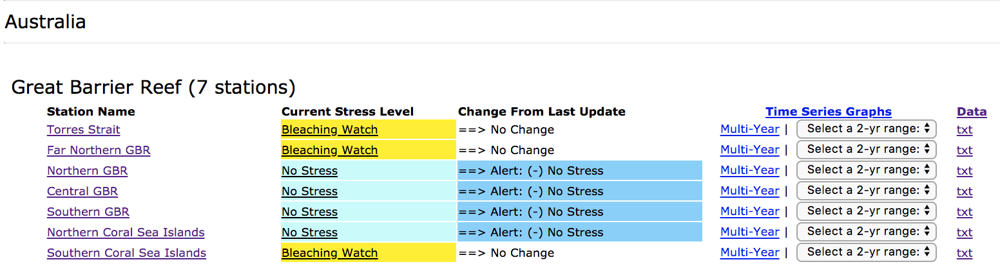 Australia
Great Barrier Reef (7 stations)
Station Name Current Stress Level Change From Last Update Time Series Graphs Data
Torres Strait Bleaching Watch ==> No Change Multi-Year | Select a 2-yr range: txt
Far Northern GBR Bleaching Watch ==> No Change Multi-Year | Select a 2-yr range: txt
Northern GBR No Stress ==> Alert: (-) No Stress Multi-Year | Select a 2-yr range: txt
Central GBR No Stress ==> Alert: (-) No Stress Multi-Year | Select a 2-yr range: txt
Southern GBR No Stress ==> Alert: (-) No Stress Multi-Year | Select a 2-yr range: txt
Northern Coral Sea Islands No Stress ==> Alert: (-) No Stress Multi-Year | Select a 2-yr range: txt
Southern Coral Sea Islands Bleaching Watch ==> No Change Multi-Year | Select a 2-yr range: txt